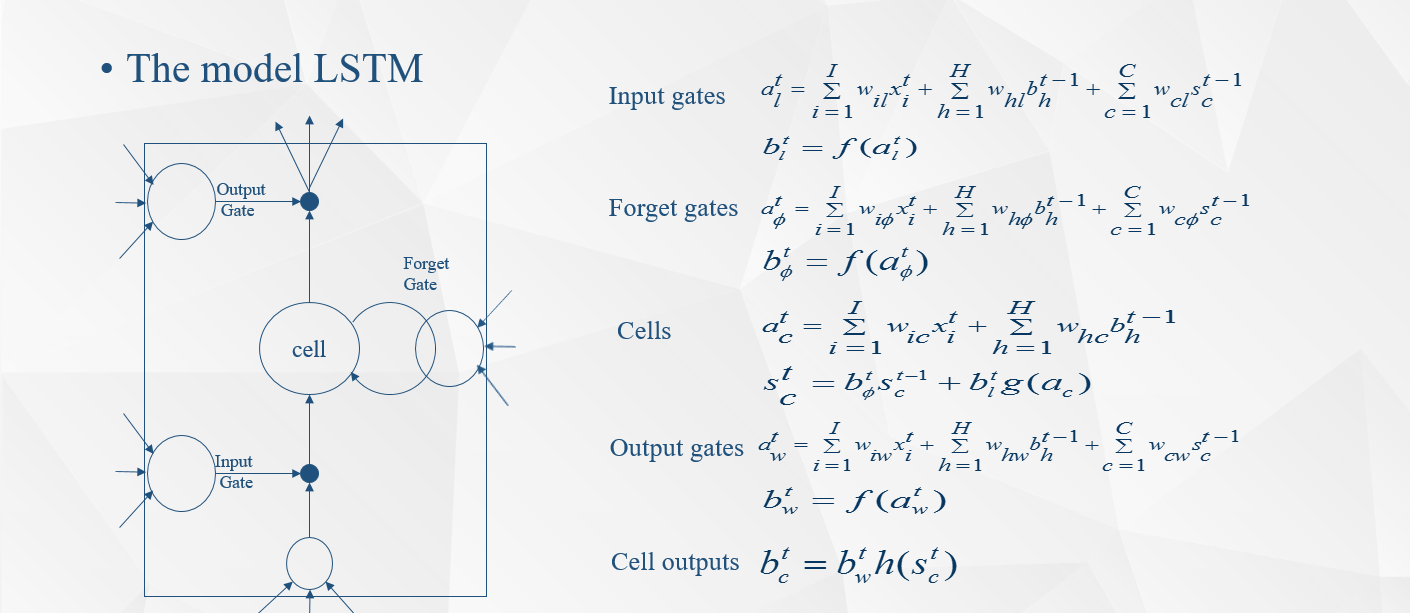 • The model LSTM
Output
Gate
Forget
Gate
cell
Input
Gate
Input gates a_l^t = Σ_{i=1}^{I} w_{il} x_i^t + Σ_{h=1}^{H} w_{hl} b_h^{t-1} + Σ_{c=1}^{C} w_{cl} s_c^{t-1}
b_l^t = f(a_l^t)
Forget gates a_ϕ^t = Σ_{i=1}^{I} w_{iϕ} x_i^t + Σ_{h=1}^{H} w_{hϕ} b_h^{t-1} + Σ_{c=1}^{C} w_{cϕ} s_c^{t-1}
b_ϕ^t = f(a_ϕ^t)
Cells a_c^t = Σ_{i=1}^{I} w_{ic} x_i^t + Σ_{h=1}^{H} w_{hc} b_h^{t-1}
s_c^t = b_ϕ^t s_c^{t-1} + b_l^t g(a_c)
Output gates a_w^t = Σ_{i=1}^{I} w_{iw} x_i^t + Σ_{h=1}^{H} w_{hw} b_h^{t-1} + Σ_{c=1}^{C} w_{cw} s_c^{t-1}
b_w^t = f(a_w^t)
Cell outputs b_c^t = b_w^t h(s_c^t)